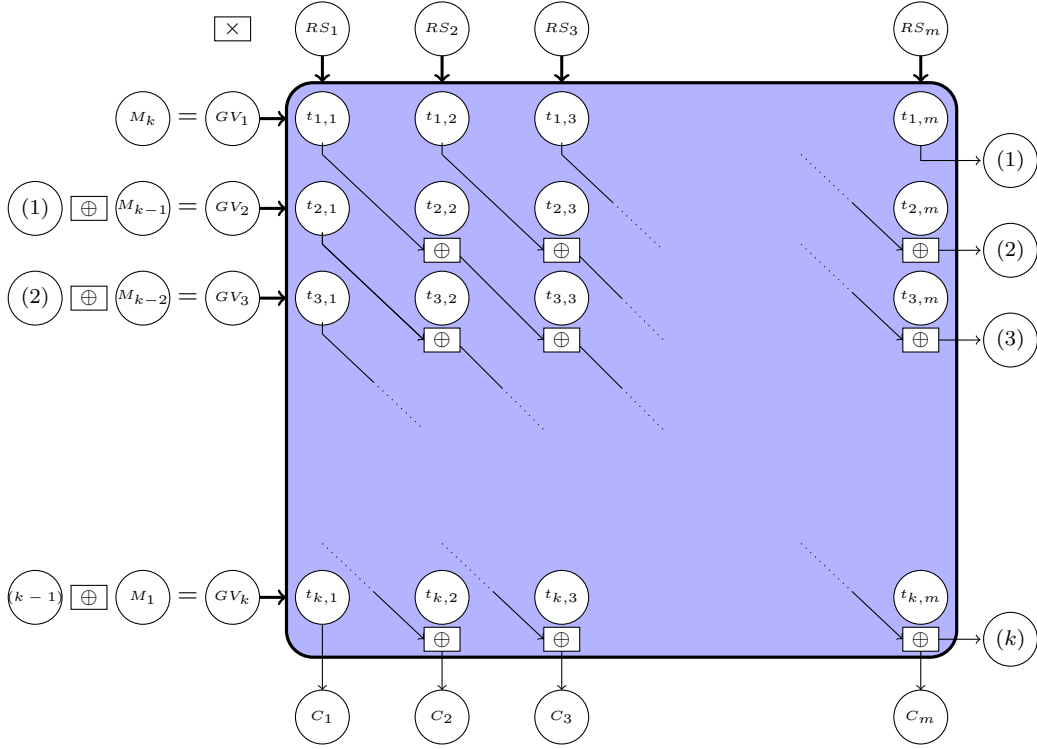 × RS₁ RS₂ RS₃ RSₘ
Mₖ = GV₁ t₁,₁ t₁,₂ t₁,₃ t₁,ₘ
(1)
(1) ⊕ Mₖ₋₁ = GV₂ t₂,₁ t₂,₂ t₂,₃ t₂,ₘ
⊕ ⊕ ⊕ (2)
(2) ⊕ Mₖ₋₂ = GV₃ t₃,₁ t₃,₂ t₃,₃ t₃,ₘ
⊕ ⊕ ⊕ (3)
(k − 1) ⊕ M₁ = GVₖ tₖ,₁ tₖ,₂ tₖ,₃ tₖ,ₘ
⊕ ⊕ ⊕ (k)
C₁ C₂ C₃ Cₘ